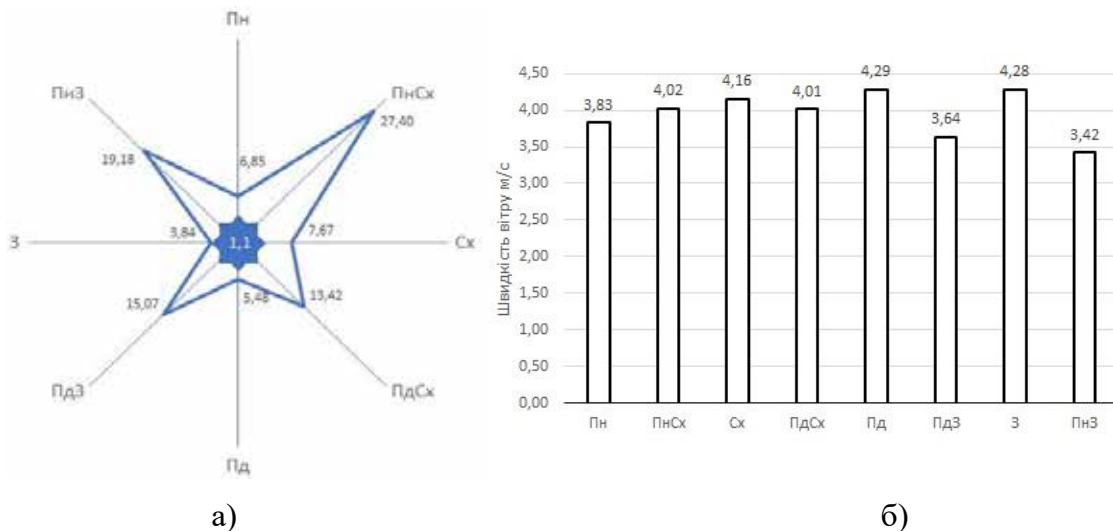 Пн
ПнЗ
ПнСх
27,40
19,18
6,85
З
3,84
1,1
7,67
Сх
15,07
5,48
13,42
ПдЗ
ПдСх
Пд
а)
Швидкість вітру м/с
4,50
4,00
3,50
3,00
2,50
2,00
1,50
1,00
0,50
0,00
3,83
4,02
4,16
4,01
4,29
3,64
4,28
3,42
Пн ПнСх Сх ПдСх Пд ПдЗ З ПнЗ
б)